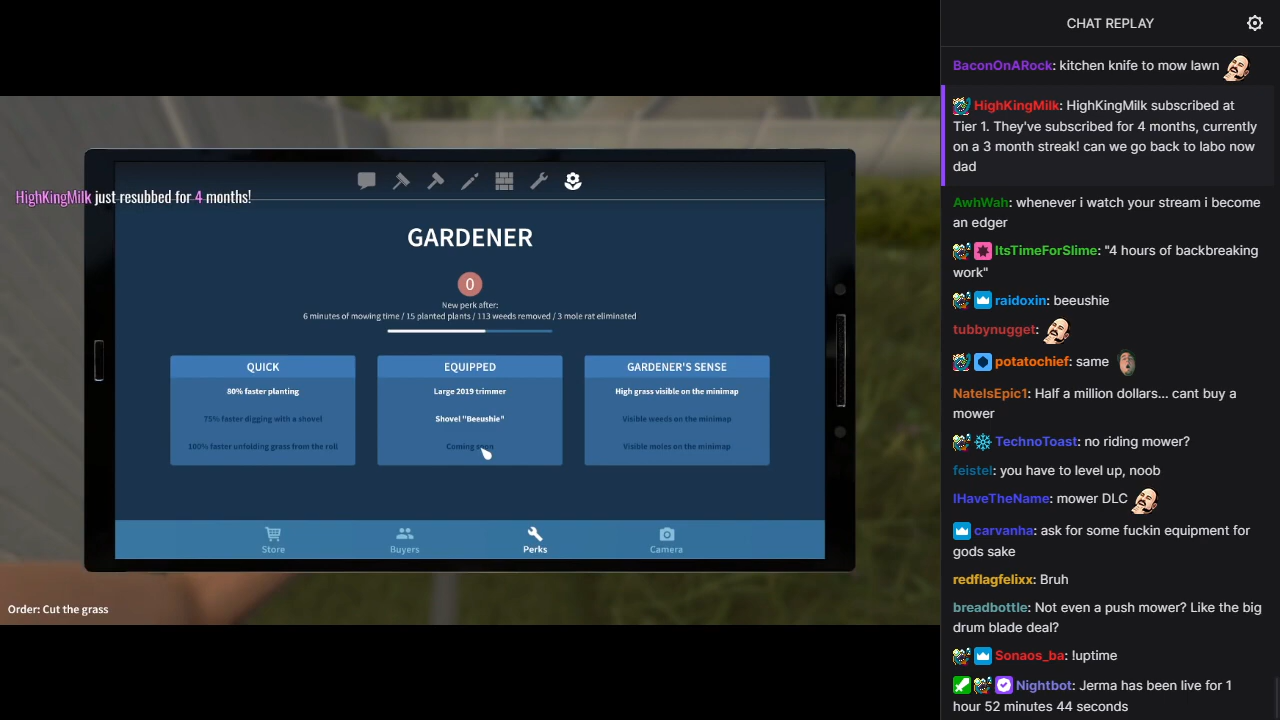 HighKingMilk just resubbed for 4 months!
GARDENER
0
New perk after:
6 minutes of mowing time / 15 planted plants / 113 weeds removed / 3 mole rat eliminated
QUICK
80% faster planting
75% faster digging with a shovel
100% faster unfolding grass from the roll
EQUIPPED
Large 2019 trimmer
Shovel "Beeushie"
Coming soon
GARDENER'S SENSE
High grass visible on the minimap
Visible weeds on the minimap
Visible moles on the minimap
Store
Buyers
Perks
Camera
Order: Cut the grass
CHAT REPLAY
BaconOnARock: kitchen knife to mow lawn
HighKingMilk: HighKingMilk subscribed at
Tier 1. They've subscribed for 4 months, currently
on a 3 month streak! can we go back to labo now
dad
AwhWah: whenever i watch your stream i become
an edger
ItsTimeForSlime: "4 hours of backbreaking
work"
raidoxin: beeushie
tubbynugget:
potatochief: same
NateIsEpic1: Half a million dollars... cant buy a
mower
TechnoToast: no riding mower?
feistel: you have to level up, noob
IHaveTheName: mower DLC
carvanha: ask for some fuckin equipment for
gods sake
redflagfelixx: Bruh
breadbottle: Not even a push mower? Like the big
drum blade deal?
Sonaos_ba: !uptime
Nightbot: Jerma has been live for 1
hour 52 minutes 44 seconds